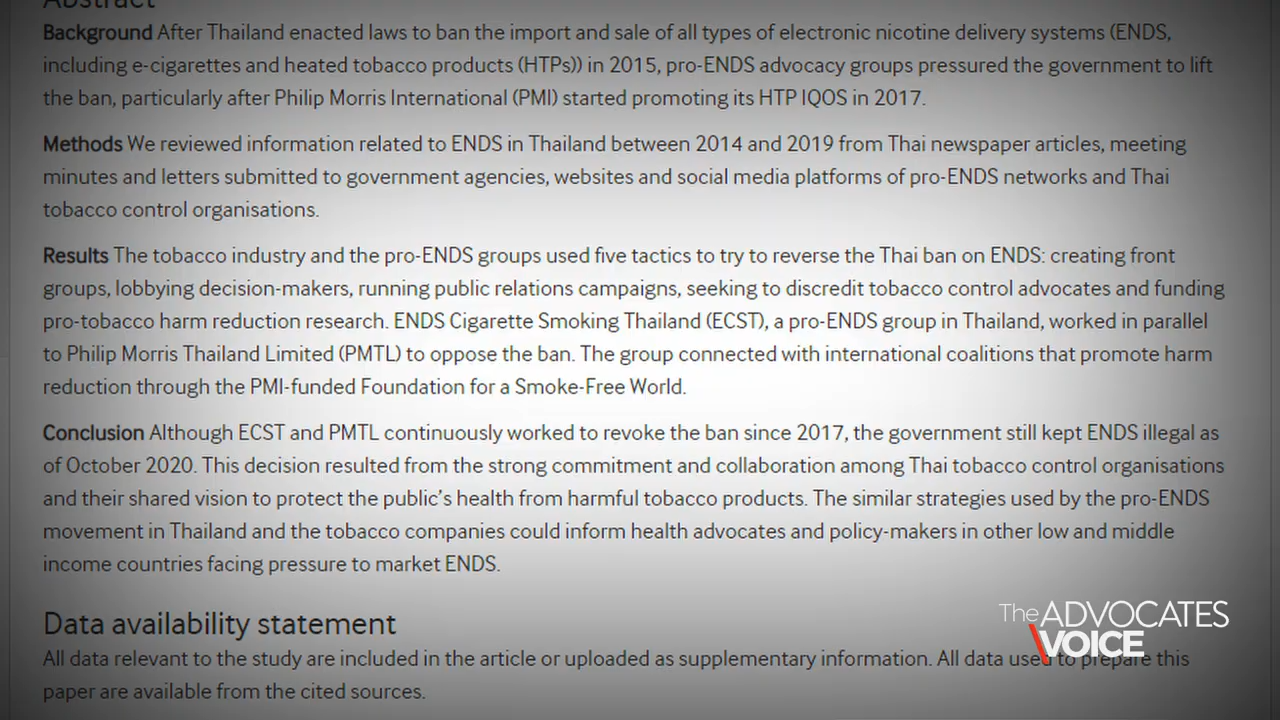 Abstract
Background After Thailand enacted laws to ban the import and sale of all types of electronic nicotine delivery systems (ENDS,
including e-cigarettes and heated tobacco products (HTPs)) in 2015, pro-ENDS advocacy groups pressured the government to lift
the ban, particularly after Philip Morris International (PMI) started promoting its HTP IQOS in 2017.
Methods We reviewed information related to ENDS in Thailand between 2014 and 2019 from Thai newspaper articles, meeting
minutes and letters submitted to government agencies, websites and social media platforms of pro-ENDS networks and Thai
tobacco control organisations.
Results The tobacco industry and the pro-ENDS groups used five tactics to try to reverse the Thai ban on ENDS: creating front
groups, lobbying decision-makers, running public relations campaigns, seeking to discredit tobacco control advocates and funding
pro-tobacco harm reduction research. ENDS Cigarette Smoking Thailand (ECST), a pro-ENDS group in Thailand, worked in parallel
to Philip Morris Thailand Limited (PMTL) to oppose the ban. The group connected with international coalitions that promote harm
reduction through the PMI-funded Foundation for a Smoke-Free World.
Conclusion Although ECST and PMTL continuously worked to revoke the ban since 2017, the government still kept ENDS illegal as
of October 2020. This decision resulted from the strong commitment and collaboration among Thai tobacco control organisations
and their shared vision to protect the public's health from harmful tobacco products. The similar strategies used by the pro-ENDS
movement in Thailand and the tobacco companies could inform health advocates and policy-makers in other low and middle
income countries facing pressure to market ENDS.
Data availability statement
All data relevant to the study are included in the article or uploaded as supplementary information. All data used to prepare this
paper are available from the cited sources.
The ADVOCATES
VOICE